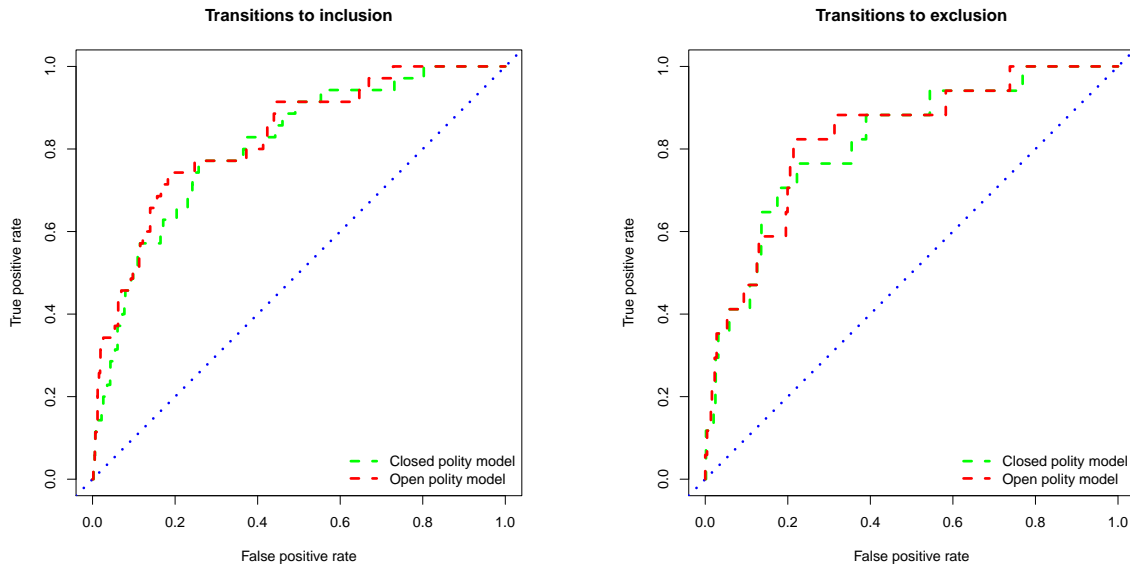 Transitions to inclusion
True positive rate
1.0
0.8
0.6
0.4
0.2
0.0
Closed polity model
Open polity model
0.0 0.2 0.4 0.6 0.8 1.0
False positive rate
Transitions to exclusion
True positive rate
1.0
0.8
0.6
0.4
0.2
0.0
Closed polity model
Open polity model
0.0 0.2 0.4 0.6 0.8 1.0
False positive rate